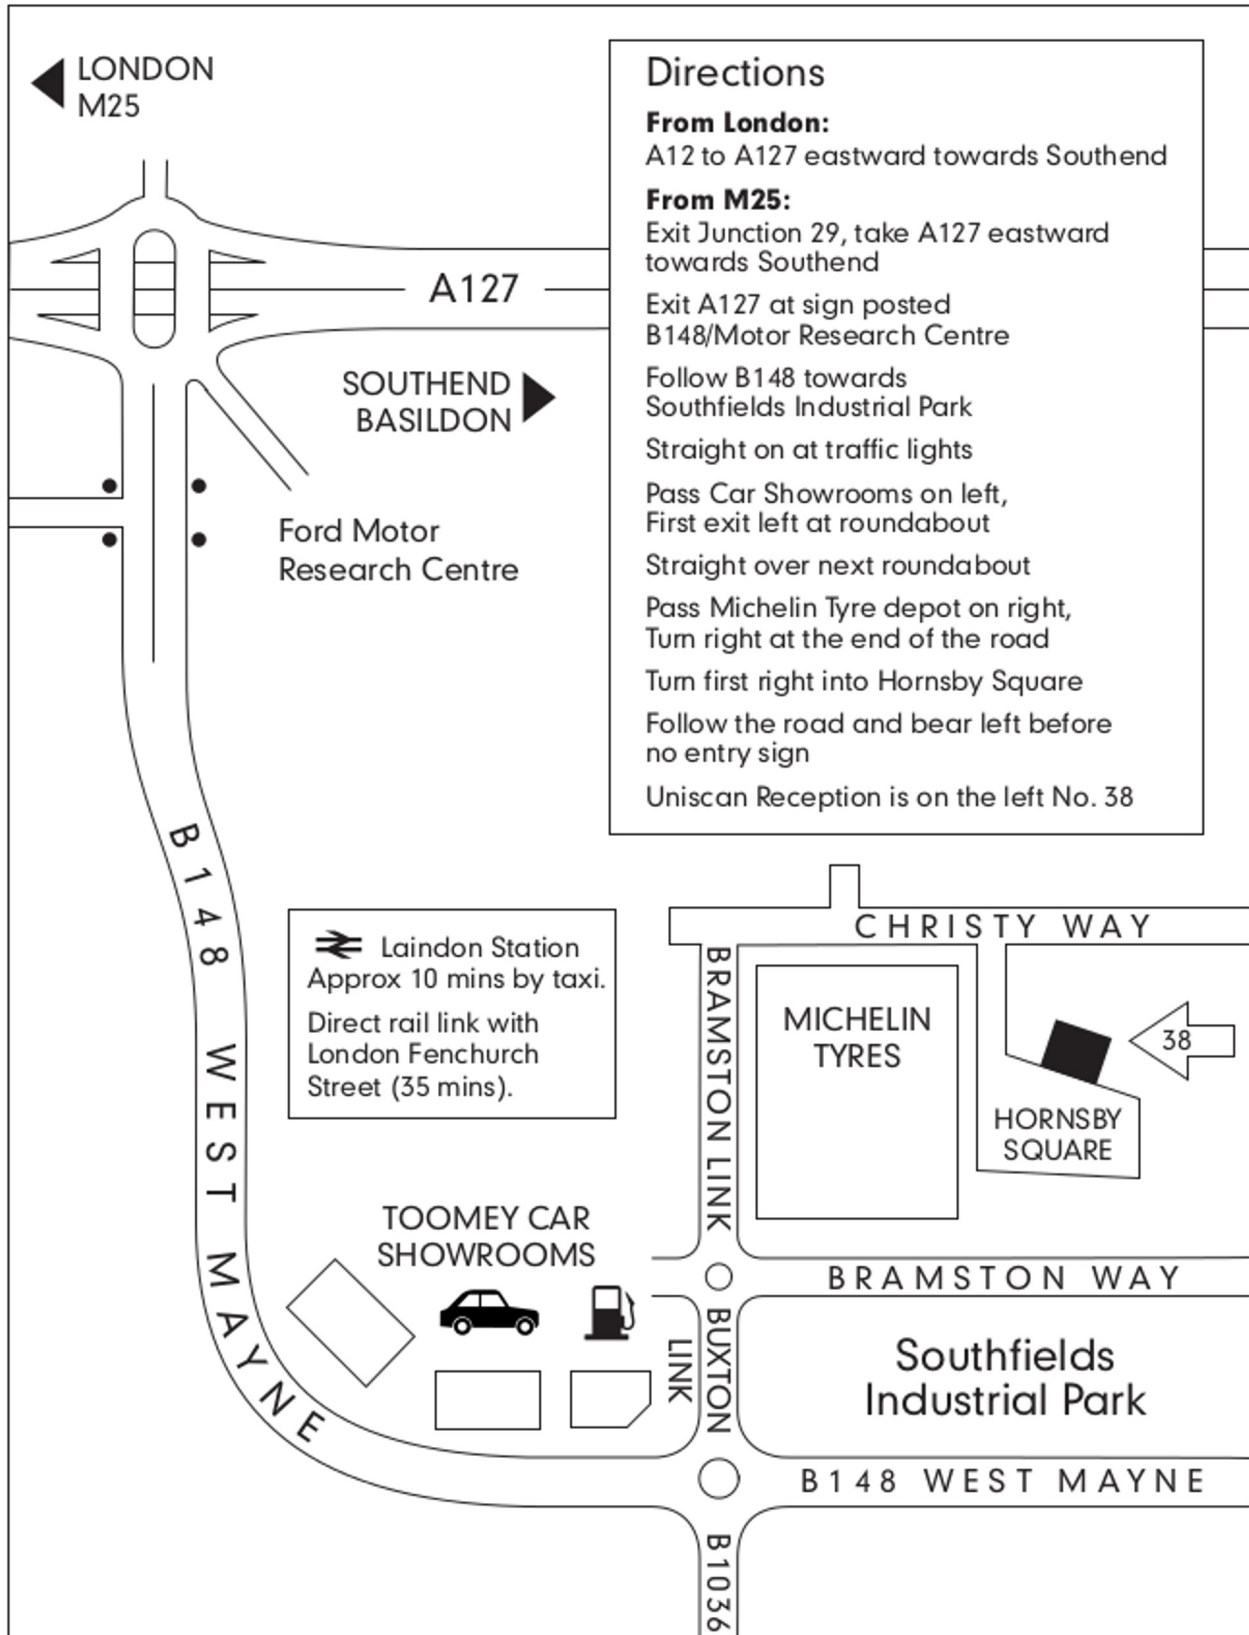 LONDON
M25
Directions
From London:
A12 to A127 eastward towards Southend
From M25:
Exit Junction 29, take A127 eastward
towards Southend
Exit A127 at sign posted
B148/Motor Research Centre
Follow B148 towards
Southfields Industrial Park
Straight on at traffic lights
Pass Car Showrooms on left,
First exit left at roundabout
Straight over next roundabout
Pass Michelin Tyre depot on right,
Turn right at the end of the road
Turn first right into Hornsby Square
Follow the road and bear left before
no entry sign
Uniscan Reception is on the left No. 38
A127
SOUTHEND
BASILDON
Ford Motor
Research Centre
B148 WEST MAYNE
Laindon Station
Approx 10 mins by taxi.
Direct rail link with
London Fenchurch
Street (35 mins).
CHRISTY WAY
BRAMSTON LINK
MICHELIN
TYRES
38
HORNSBY
SQUARE
TOOMEY CAR
SHOWROOMS
BRAMSTON WAY
BUXTON
LINK
Southfields
Industrial Park
B148 WEST MAYNE
B1036